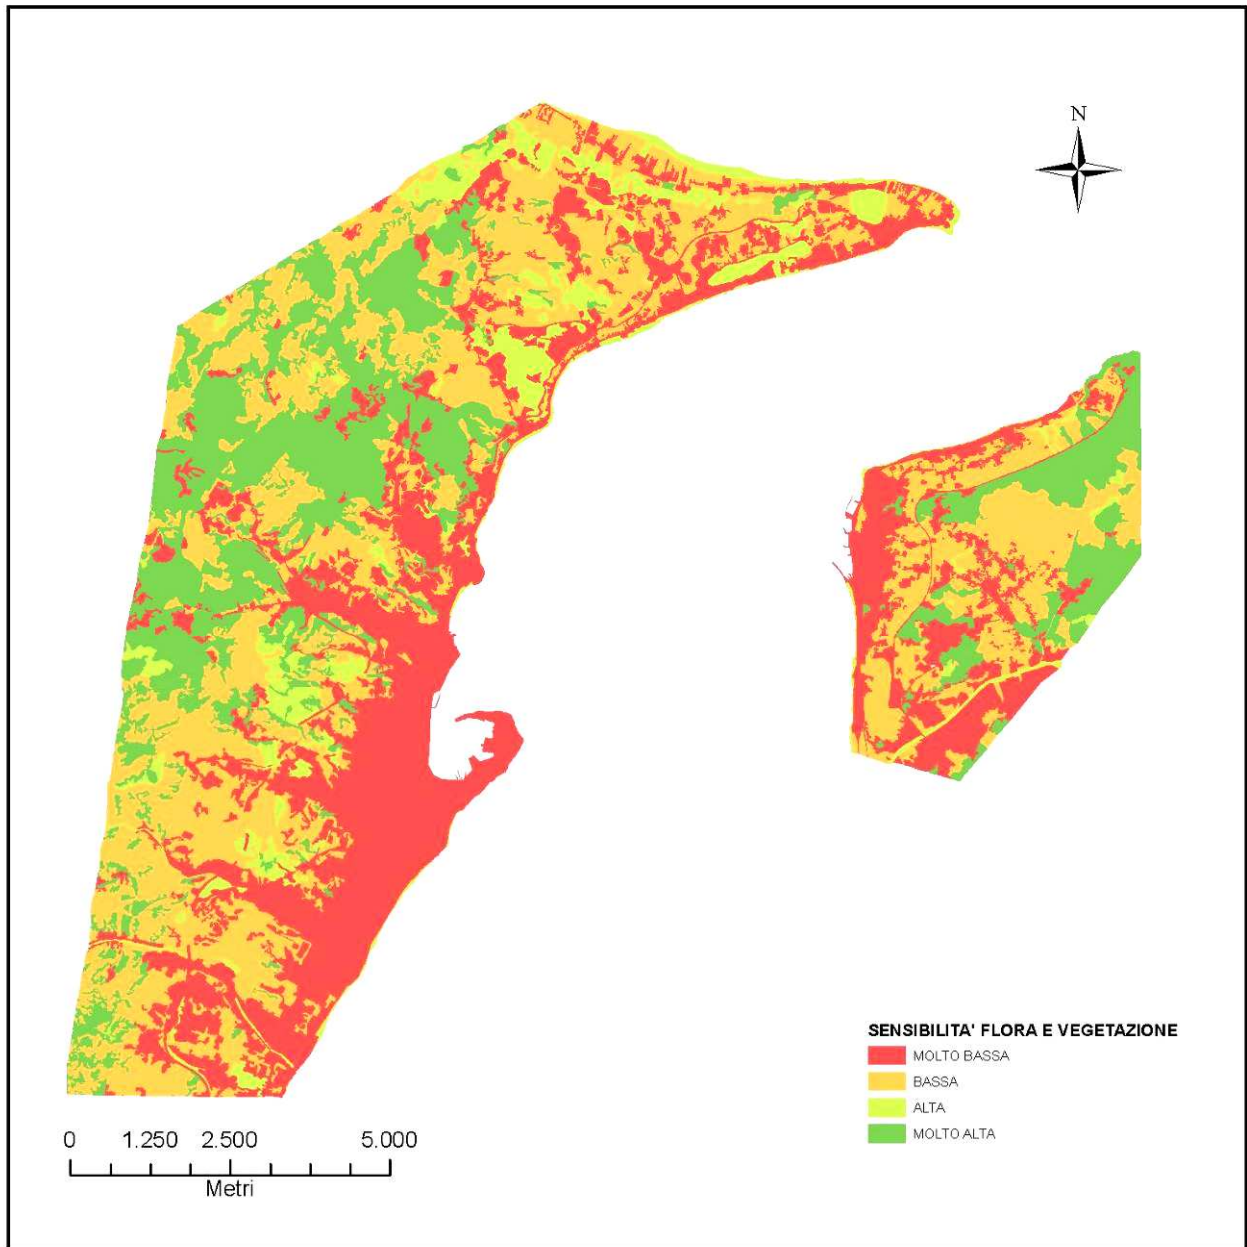 N
SENSIBILITA' FLORA E VEGETAZIONE
MOLTO BASSA
BASSA
ALTA
MOLTO ALTA
0 1.250 2.500 5.000
Metri